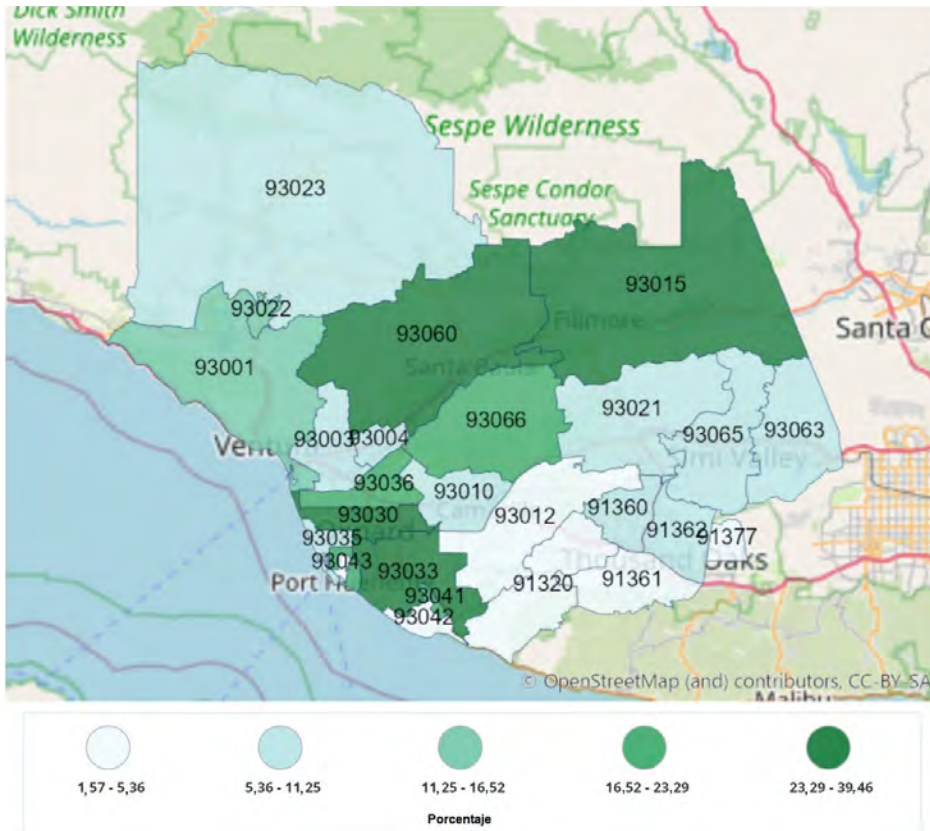 Dick Smith
Wilderness
Sespe Wilderness
93023
Sespe Condor
Sanctuary
93015
93022
93060
Fillmore
Santa
Santa Paula
93001
93021
93066
93003
93004
93065
93063
Ventura
Simi Valley
93036
93010
93012
91360
93030
93035
91362
91377
93043
93033
Thousand Oaks
Port Hueneme
93041
91320
91361
93042
© OpenStreetMap (and) contributors, CC-BY-SA
Malibu
1,57 - 5,36
5,36 - 11,25
11,25 - 16,52
16,52 - 23,29
23,29 - 39,46
Porcentaje